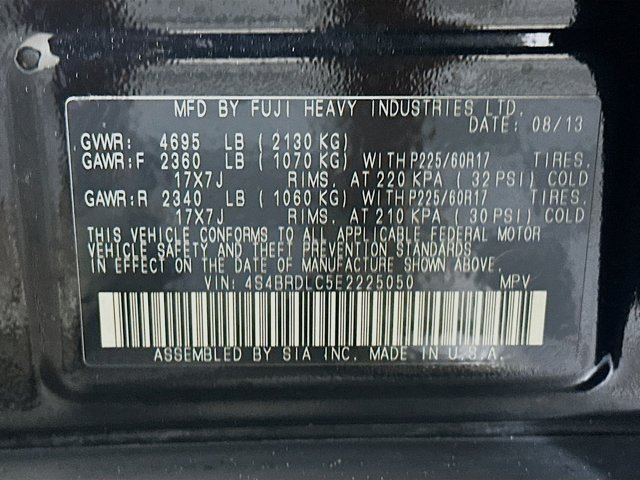 MFD BY FUJI HEAVY INDUSTRIES LTD.
DATE: 08/13
GVWR: 4695 LB ( 2130 KG)
GAWR:F 2360 LB ( 1070 KG) WITH P225/60R17 TIRES,
17X7J RIMS, AT 220 KPA ( 32 PSI) COLD
GAWR:R 2340 LB ( 1060 KG) WITH P225/60R17 TIRES,
17X7J RIMS, AT 210 KPA ( 30 PSI) COLD
THIS VEHICLE CONFORMS TO ALL APPLICABLE FEDERAL MOTOR
VEHICLE SAFETY AND THEFT PREVENTION STANDARDS
IN EFFECT ON THE DATE OF MANUFACTURE SHOWN ABOVE.
VIN: 4S4BRDLC5E2225050 MPV
ASSEMBLED BY SIA INC. MADE IN U.S.A.